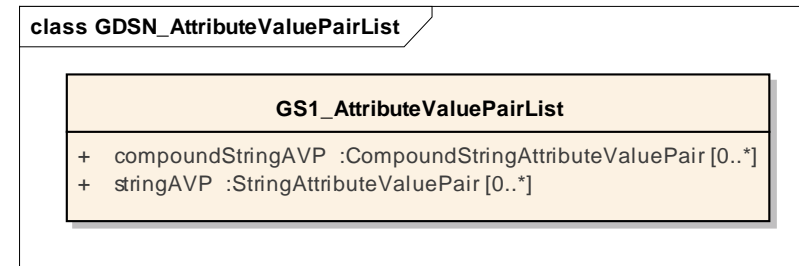 class GDSN_AttributeValuePairList
GS1_AttributeValuePairList
+ compoundStringAVP :CompoundStringAttributeValuePair [0..*]
+ stringAVP :StringAttributeValuePair [0..*]